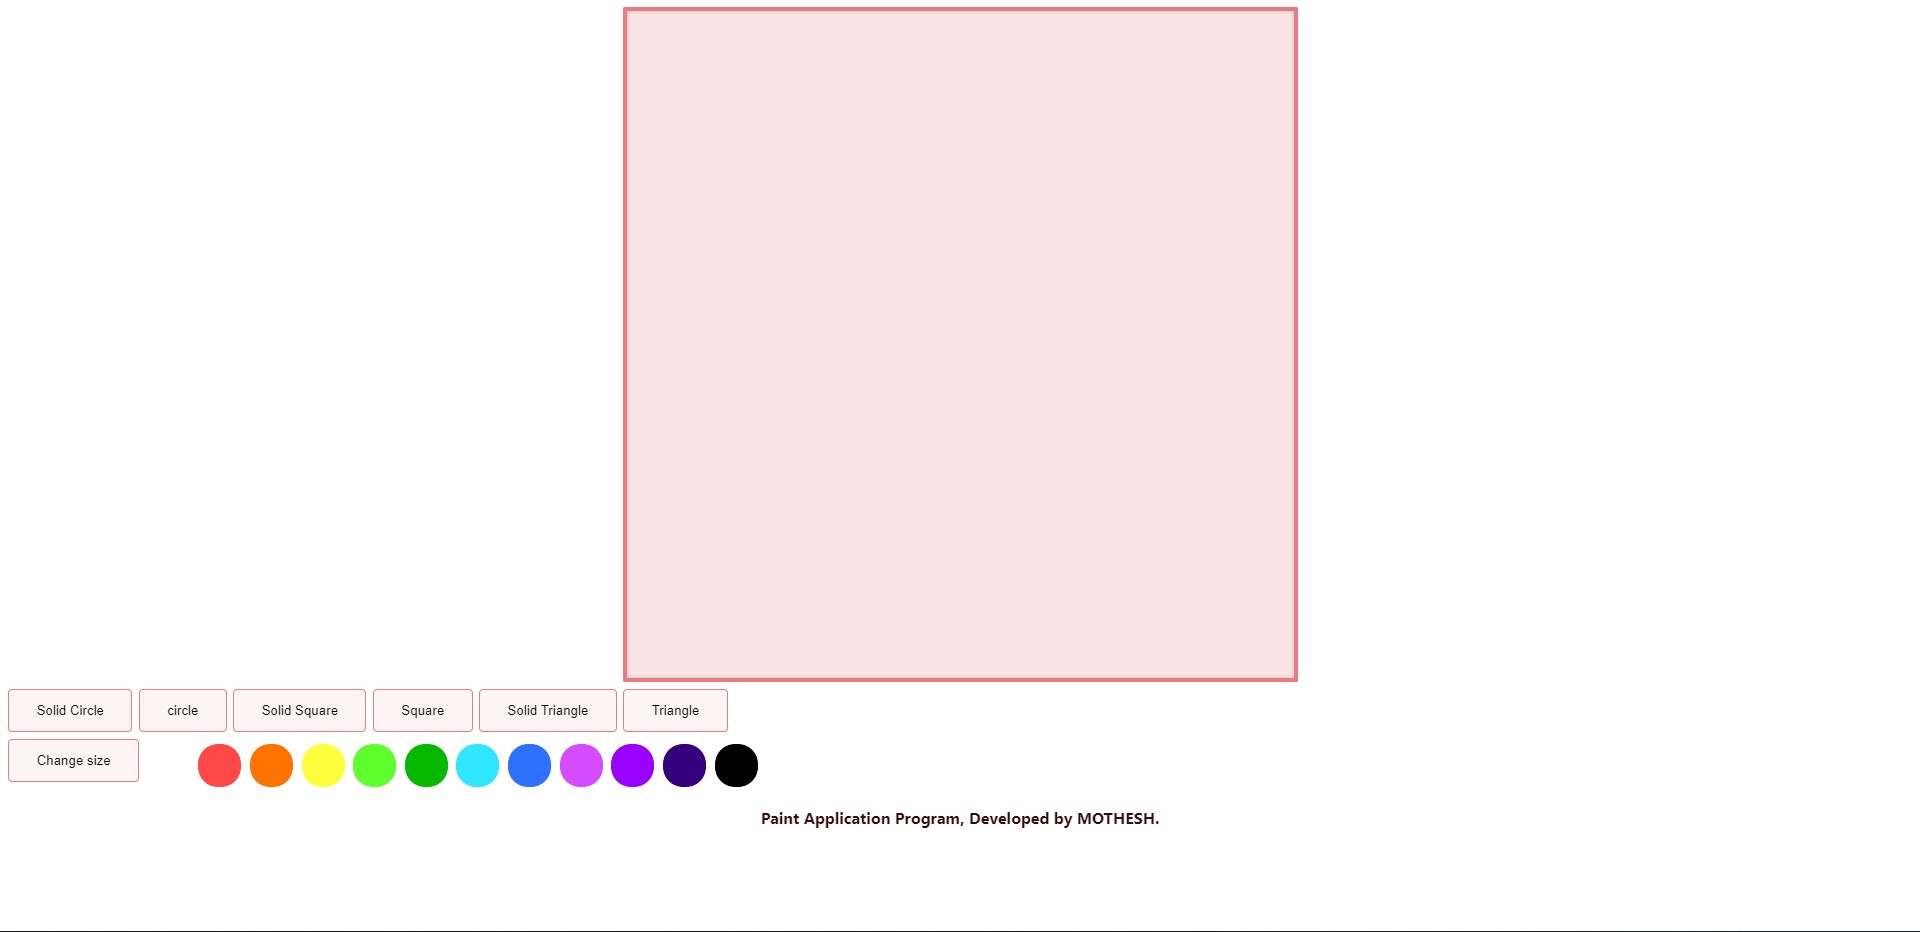 Solid Circle circle Solid Square Square Solid Triangle Triangle
Change size
Paint Application Program, Developed by MOTHESH.